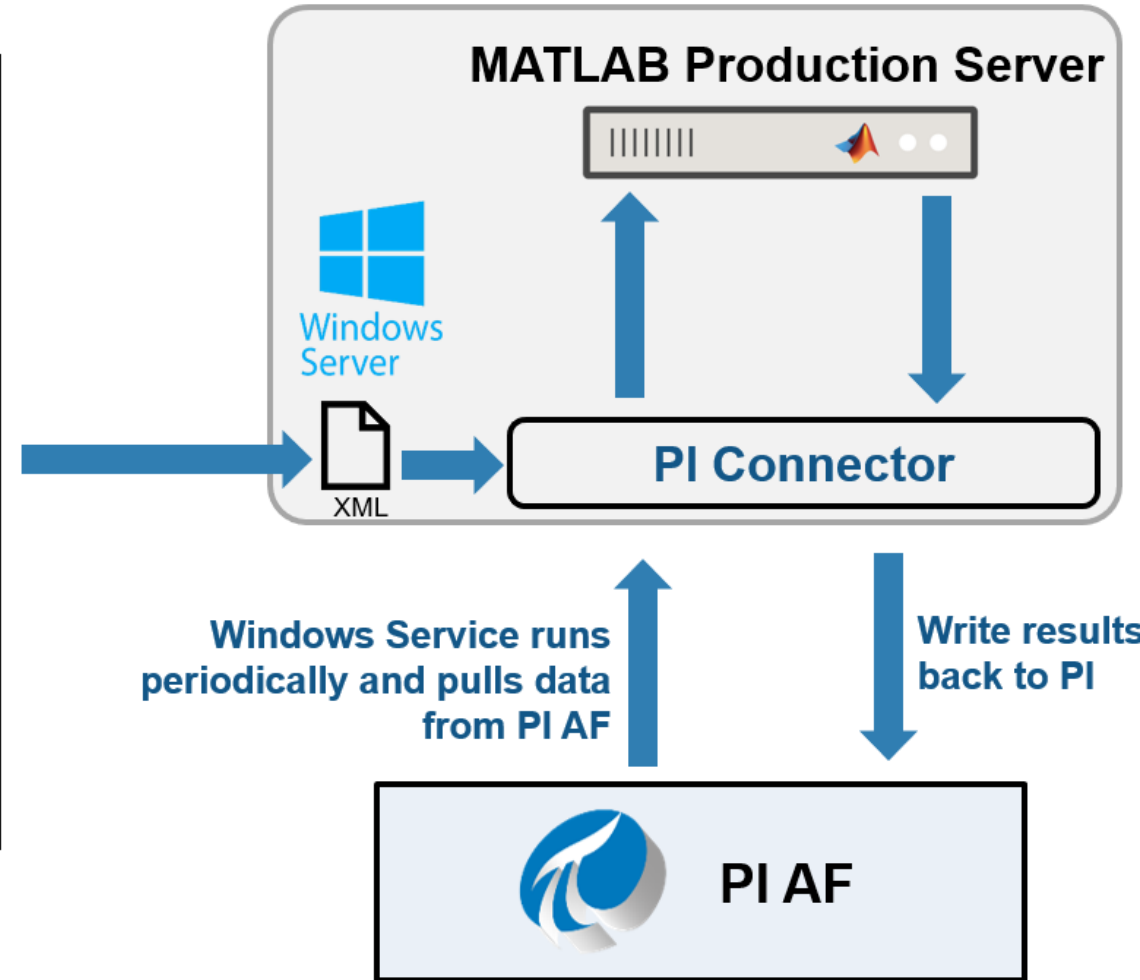 MATLAB Production Server
Windows
Server
XML
PI Connector
Windows Service runs
periodically and pulls data
from PI AF
Write results
back to PI
PI AF